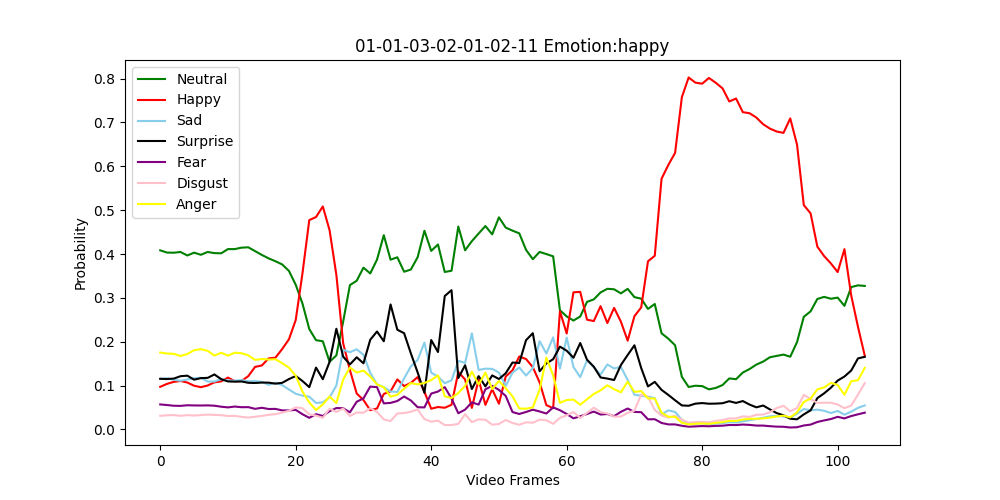 01-01-03-02-01-02-11 Emotion:happy
Neutral
Happy
Sad
Surprise
Fear
Disgust
Anger
Probability
0.8
0.7
0.6
0.5
0.4
0.3
0.2
0.1
0.0
0 20 40 60 80 100
Video Frames